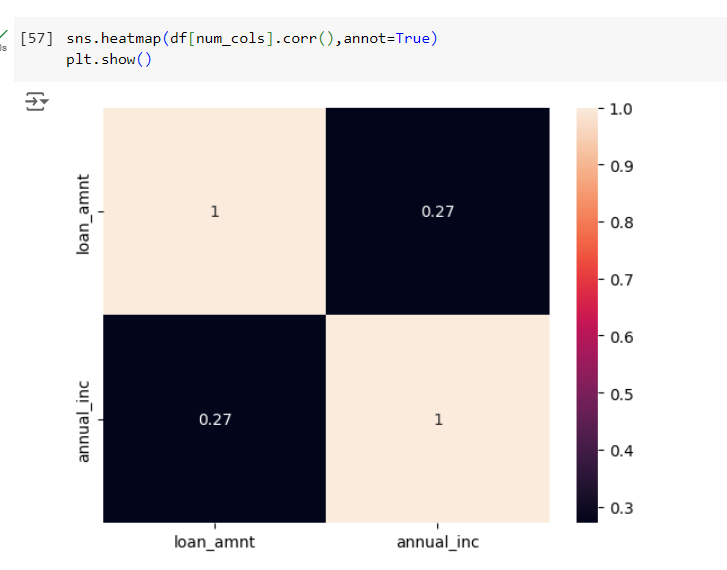 [57] sns.heatmap(df[num_cols].corr(),annot=True)
plt.show()
1.0
0.9
0.8
0.7
0.6
0.5
0.4
0.3
loan_amnt
1
0.27
annual_inc
0.27
1
loan_amnt
annual_inc